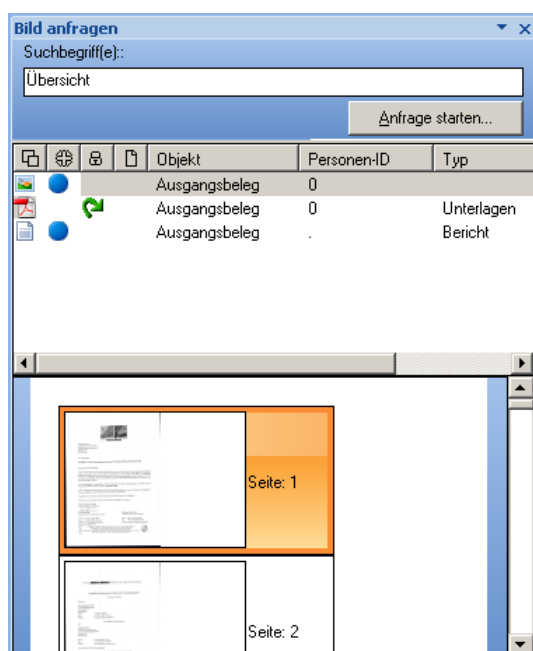 Bild anfragen
Suchbegriff(e)::
Übersicht
Anfrage starten...
Objekt Personen-ID Typ
Ausgangsbeleg 0
Ausgangsbeleg 0 Unterlagen
Ausgangsbeleg . Bericht
Seite: 1
Seite: 2